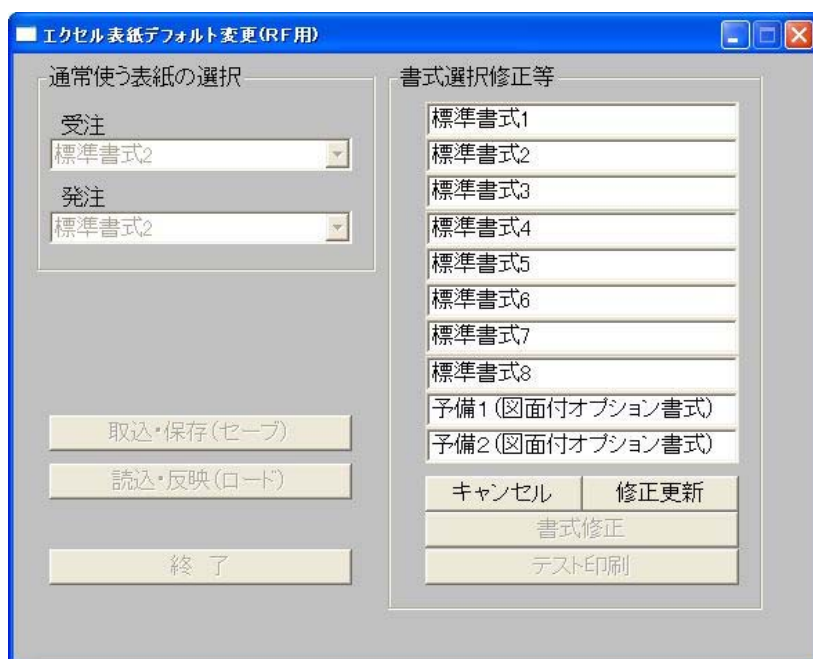 エクセル表紙デフォルト変更(RF用)
通常使う表紙の選択
受注
標準書式2
発注
標準書式2
取込・保存(セーブ)
読込・反映(ロード)
終 了
書式選択修正等
標準書式1
標準書式2
標準書式3
標準書式4
標準書式5
標準書式6
標準書式7
標準書式8
予備1(図面付オプション書式)
予備2(図面付オプション書式)
キャンセル 修正更新
書式修正
テスト印刷